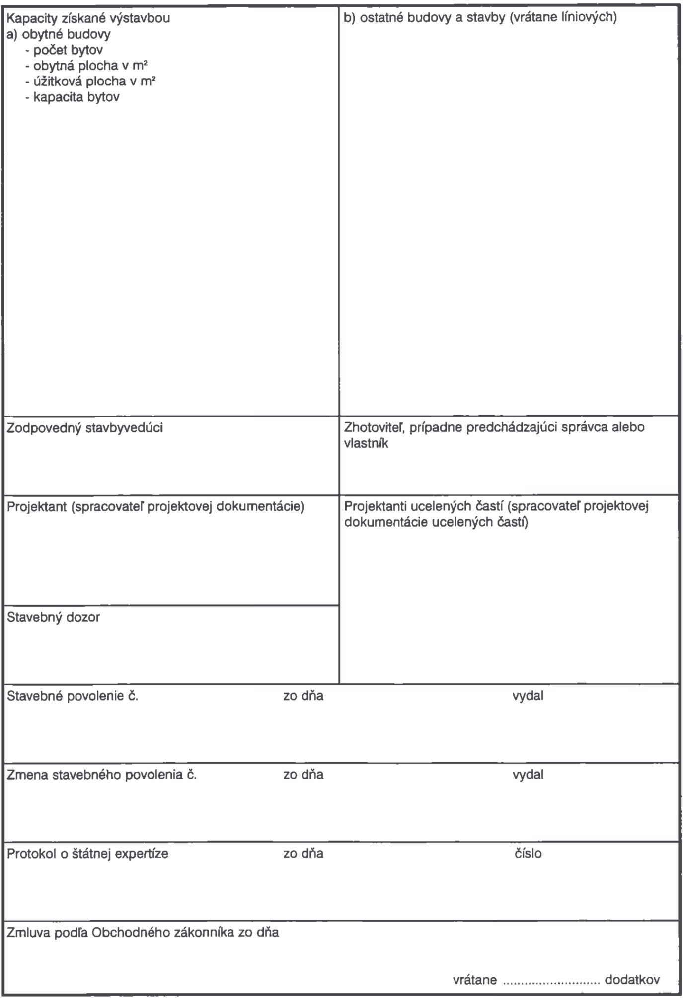 Kapacity získané výstavbou
a) obytné budovy
- počet bytov
- obytná plocha v m²
- úžitková plocha v m²
- kapacita bytov
b) ostatné budovy a stavby (vrátane líniových)
Zodpovedný stavbyvedúci
Zhotoviteľ, prípadne predchádzajúci správca alebo
vlastník
Projektant (spracovateľ projektovej dokumentácie)
Projektanti ucelených častí (spracovateľ projektovej
dokumentácie ucelených častí)
Stavebný dozor
Stavebné povolenie č. zo dňa vydal
Zmena stavebného povolenia č. zo dňa vydal
Protokol o štátnej expertíze zo dňa číslo
Zmluva podľa Obchodného zákonníka zo dňa
vrátane ........................... dodatkov